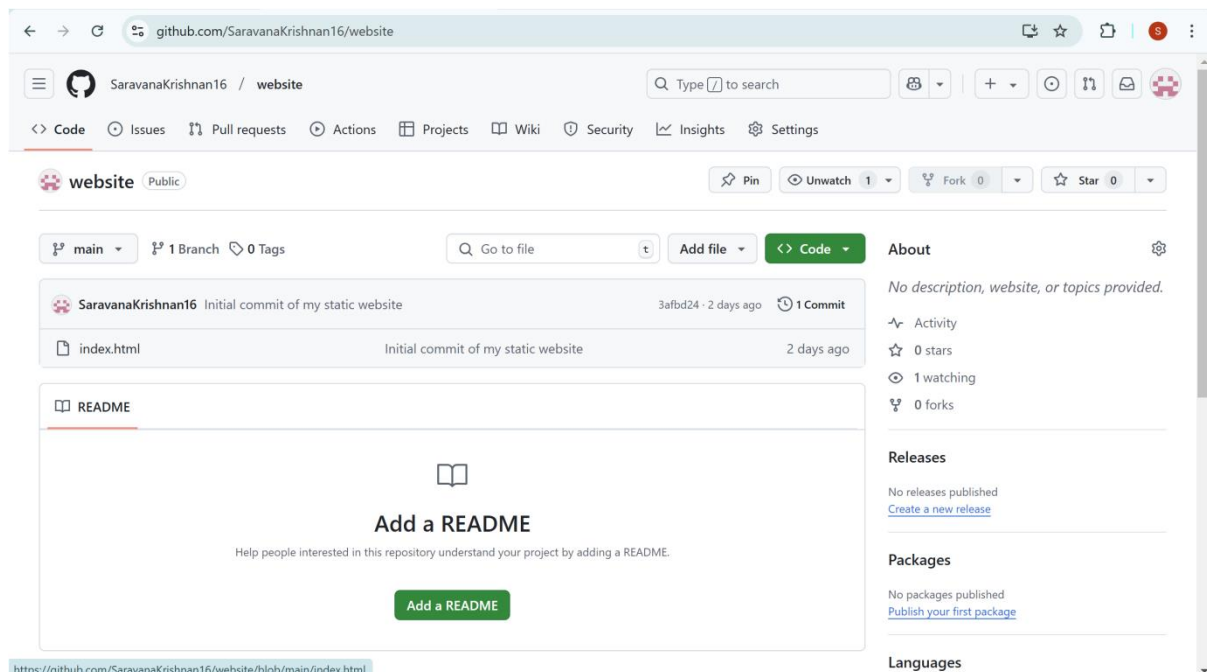 github.com/SaravanaKrishnan16/website
S
SaravanaKrishnan16 / website
Type / to search
Code Issues Pull requests Actions Projects Wiki Security Insights Settings
website Public
Pin Unwatch 1 Fork 0 Star 0
main 1 Branch 0 Tags Go to file t Add file Code
SaravanaKrishnan16 Initial commit of my static website 3afbd24 · 2 days ago 1 Commit
index.html Initial commit of my static website 2 days ago
README
Add a README
Help people interested in this repository understand your project by adding a README.
Add a README
About
No description, website, or topics provided.
Activity
0 stars
1 watching
0 forks
Releases
No releases published
Create a new release
Packages
No packages published
Publish your first package
Languages
https://github.com/SaravanaKrishnan16/website/blob/main/index.html